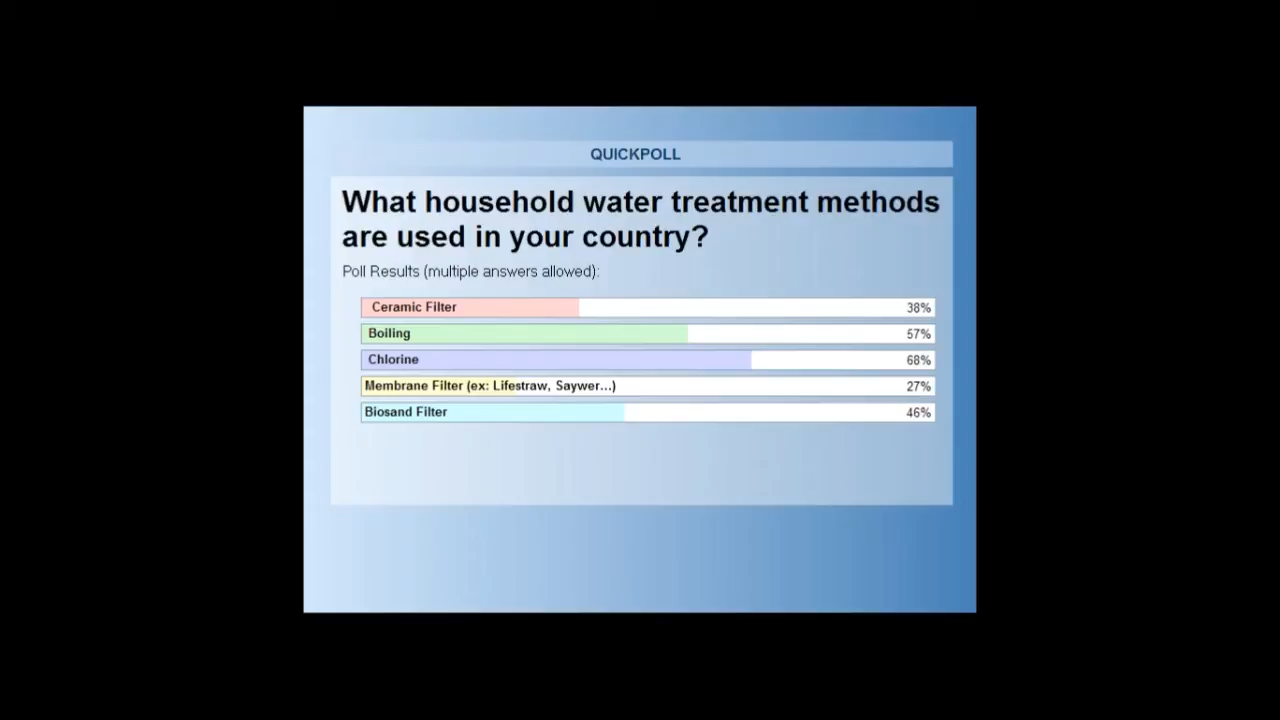 QUICKPOLL
What household water treatment methods
are used in your country?
Poll Results (multiple answers allowed):
Ceramic Filter 38%
Boiling 57%
Chlorine 68%
Membrane Filter (ex: Lifestraw, Saywer...) 27%
Biosand Filter 46%